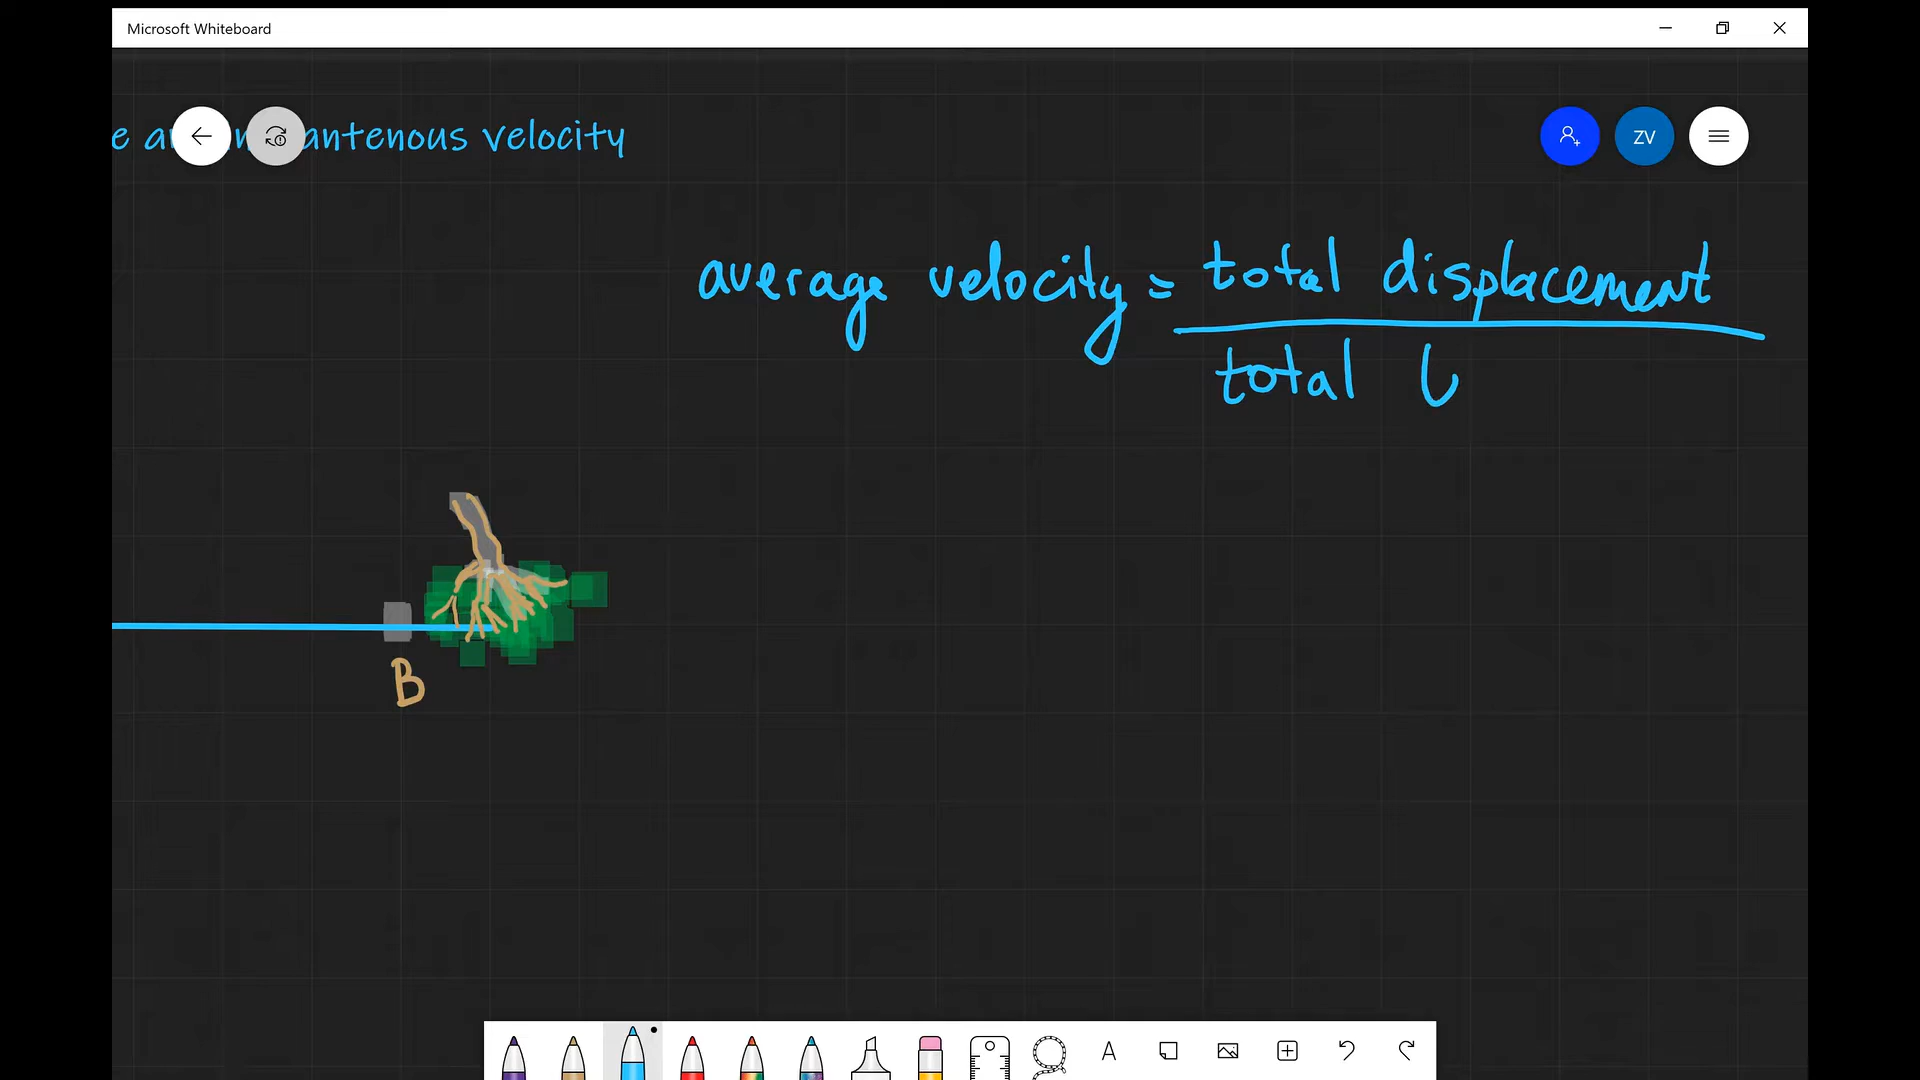 Microsoft Whiteboard
antenous velocity
ZV
average velocity = total displacement
total
B
A